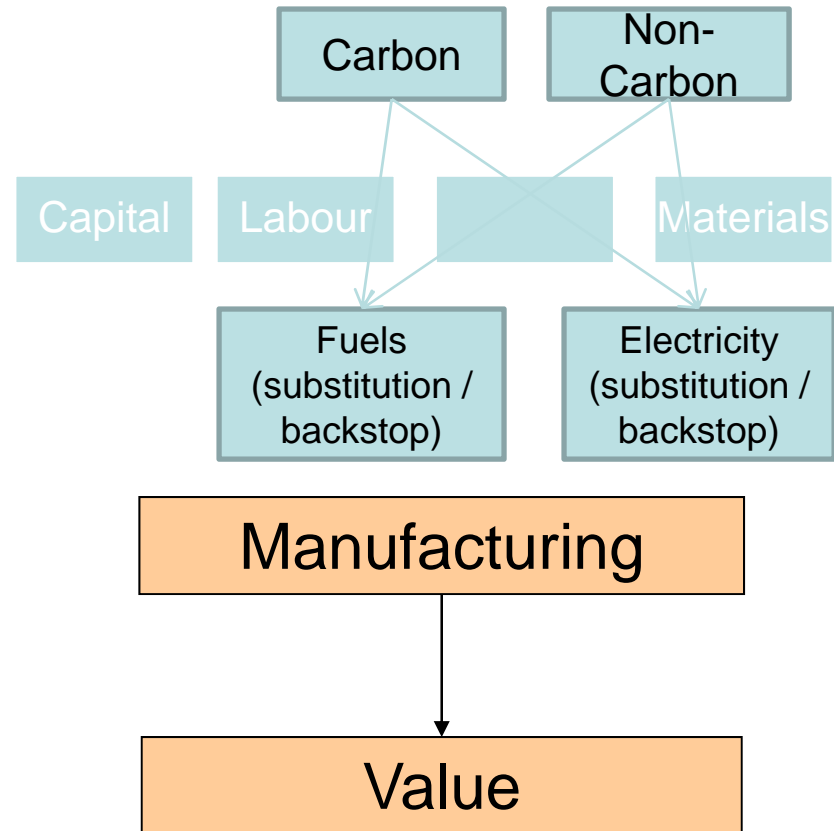 Carbon
Non-
Carbon
Capital
Labour
Materials
Fuels
(substitution /
backstop)
Electricity
(substitution /
backstop)
Manufacturing
Value